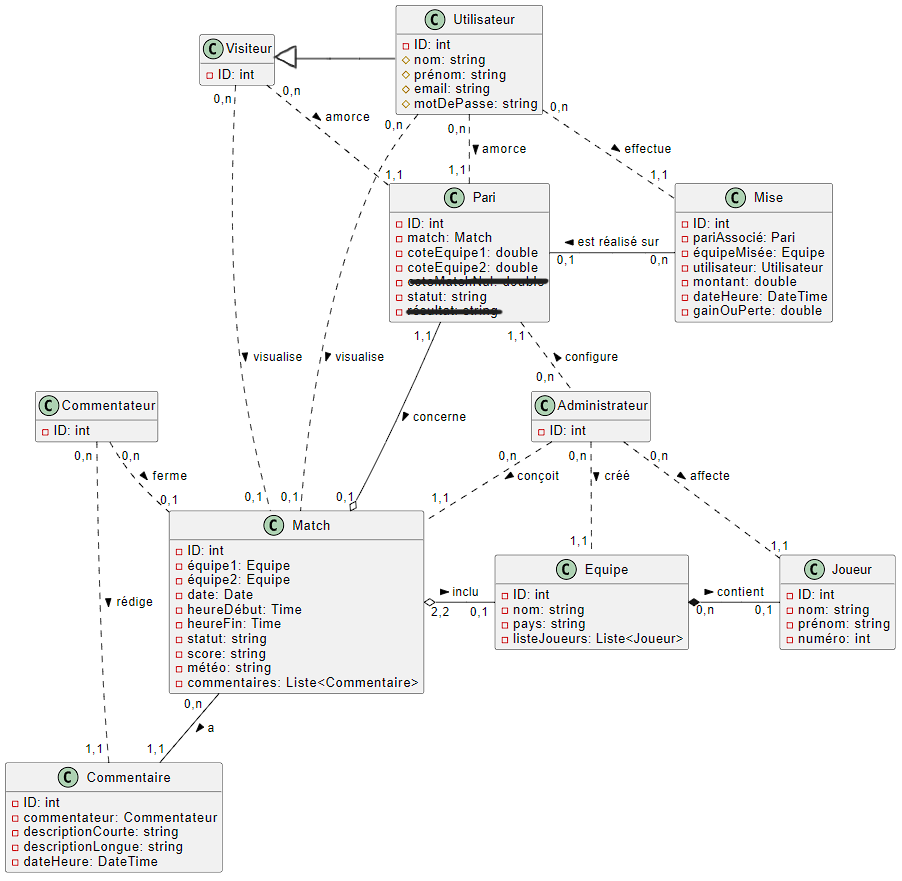 C Utilisateur
ID: int
nom: string
prénom: string
email: string
motDePasse: string
C Visiteur
ID: int
0,n
0,n
amorce
1,1
0,n
0,n
amorce
1,1
0,n
effectue
1,1
C Pari
ID: int
match: Match
coteEquipe1: double
coteEquipe2: double
coteMatchNul: double
statut: string
résultat: string
est réalisé sur
0,1
0,n
C Mise
ID: int
pariAssocié: Pari
équipeMisée: Equipe
utilisateur: Utilisateur
montant: double
dateHeure: DateTime
gainOuPerte: double
1,1
1,1
visualise
visualise
configure
0,n
concerne
C Commentateur
ID: int
C Administrateur
ID: int
0,n
0,n
ferme
0,1
0,n
0,n
0,n
conçoit
créé
affecte
0,1
0,1
0,1
1,1
1,1
1,1
C Match
ID: int
équipe1: Equipe
équipe2: Equipe
date: Date
heureDébut: Time
heureFin: Time
statut: string
score: string
météo: string
commentaires: Liste<Commentaire>
inclu
2,2
0,1
C Equipe
ID: int
nom: string
pays: string
listeJoueurs: Liste<Joueur>
contient
0,n
0,1
C Joueur
ID: int
nom: string
prénom: string
numéro: int
rédige
0,n
a
1,1
1,1
C Commentaire
ID: int
commentateur: Commentateur
descriptionCourte: string
descriptionLongue: string
dateHeure: DateTime